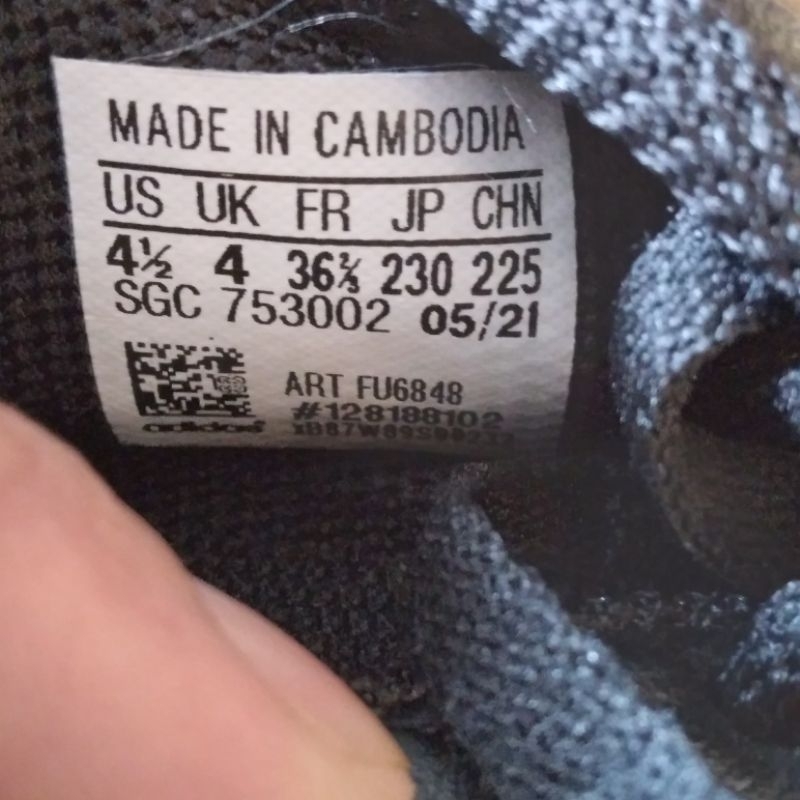 MADE IN CAMBODIA
US UK FR JP CHN
4½ 4 36⅔ 230 225
SGC 753002 05/21
ART FU6848
#128188102
adidas